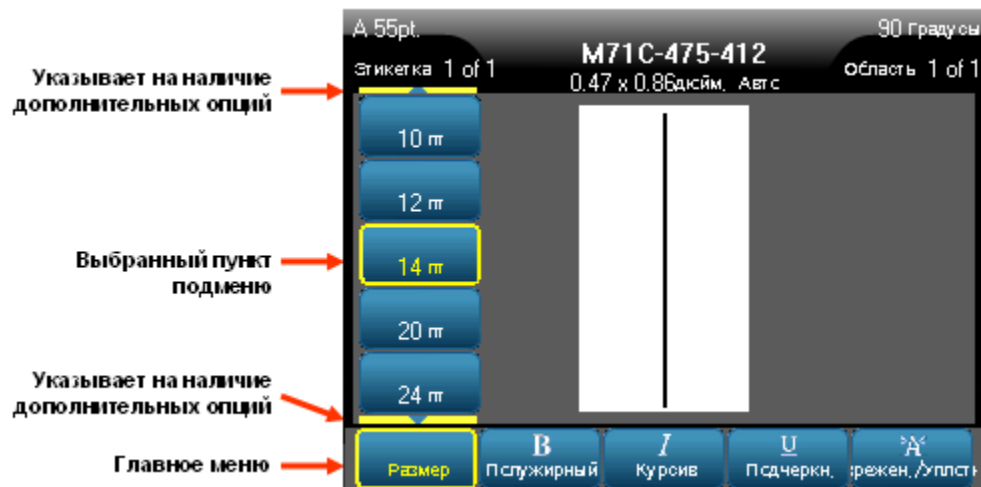 A 55pt.
90 Градусы
M71C-475-412
Этикетка 1 of 1
Область 1 of 1
0.47 x 0.86дюйм, Авто
Указывает на наличие
дополнительных опций
10 пт
12 пт
Выбранный пункт
подменю
14 пт
20 пт
Указывает на наличие
дополнительных опций
24 пт
Главное меню
Размер
B
Полужирный
I
Курсив
U
Подчеркн.
A
режен./Уплотн